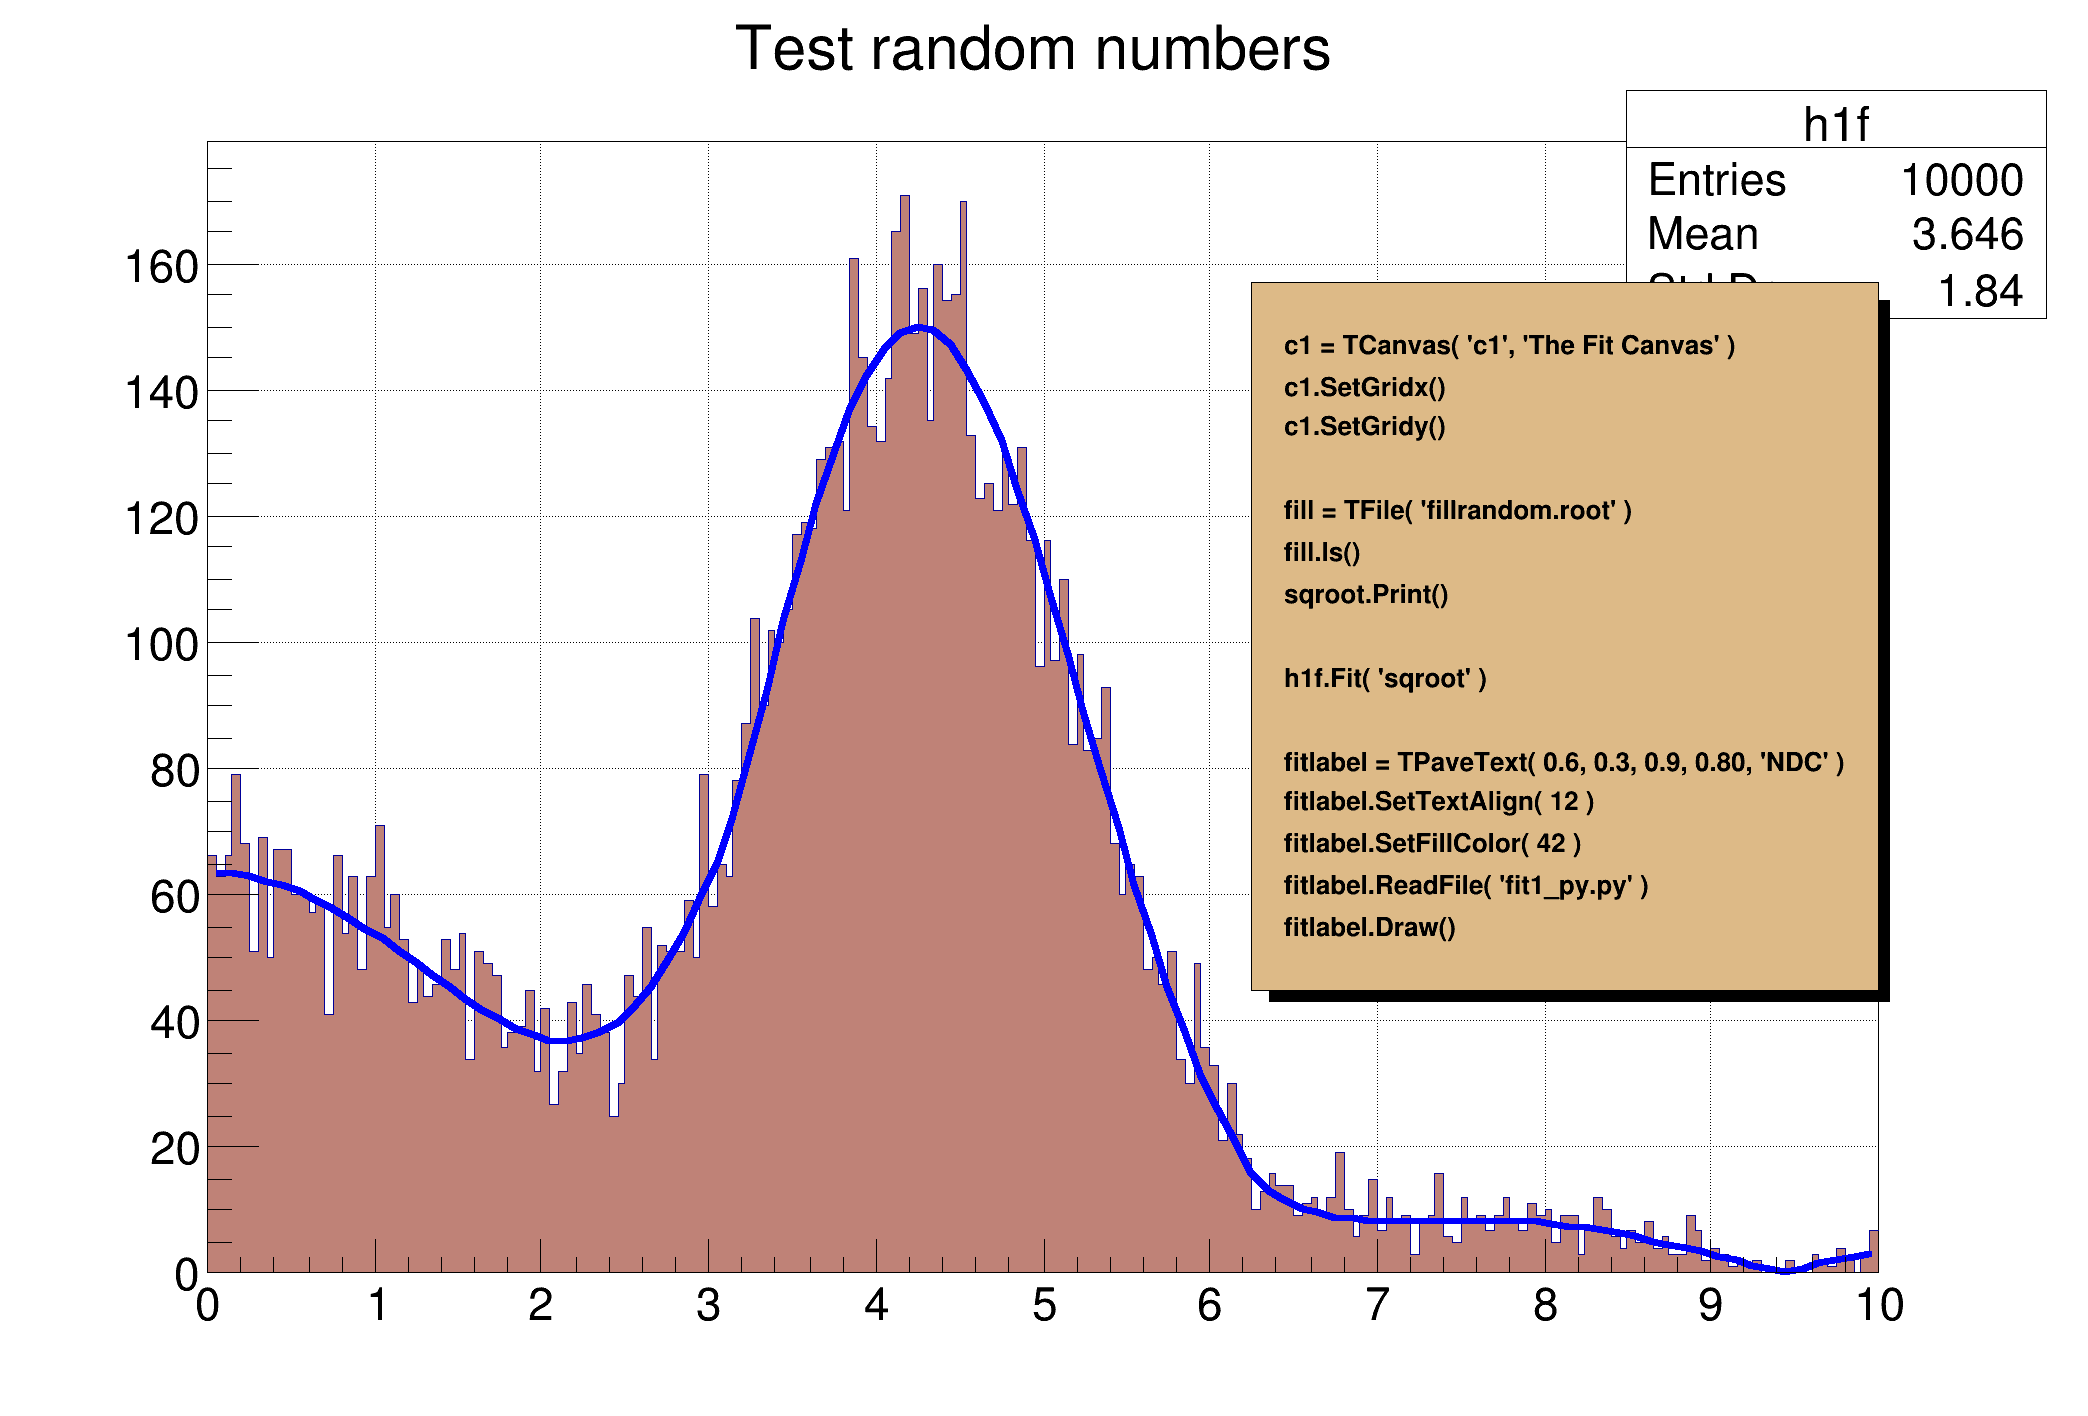 Test random numbers
h1f
Entries 10000
Mean 3.646
1.84
c1 = TCanvas( 'c1', 'The Fit Canvas' )
c1.SetGridx()
c1.SetGridy()
fill = TFile( 'fillrandom.root' )
fill.ls()
sqroot.Print()
h1f.Fit( 'sqroot' )
fitlabel = TPaveText( 0.6, 0.3, 0.9, 0.80, 'NDC' )
fitlabel.SetTextAlign( 12 )
fitlabel.SetFillColor( 42 )
fitlabel.ReadFile( 'fit1_py.py' )
fitlabel.Draw()
160
140
120
100
80
60
40
20
0
0 1 2 3 4 5 6 7 8 9 10